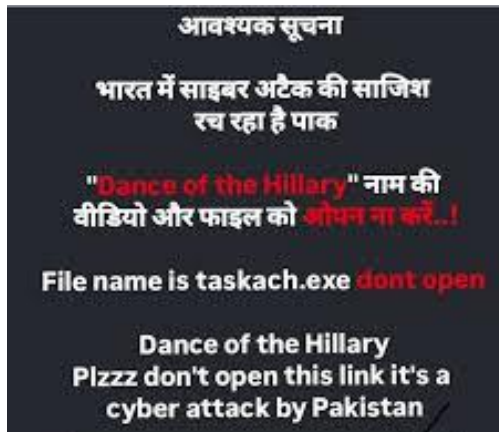 आवश्यक सूचना
भारत में साइबर अटैक की साजिश
रच रहा है पाक
"Dance of the Hillary" नाम की
वीडियो और फाइल को ओपन ना करें..!
File name is taskach.exe dont open
Dance of the Hillary
Plzzz don't open this link it's a
cyber attack by Pakistan